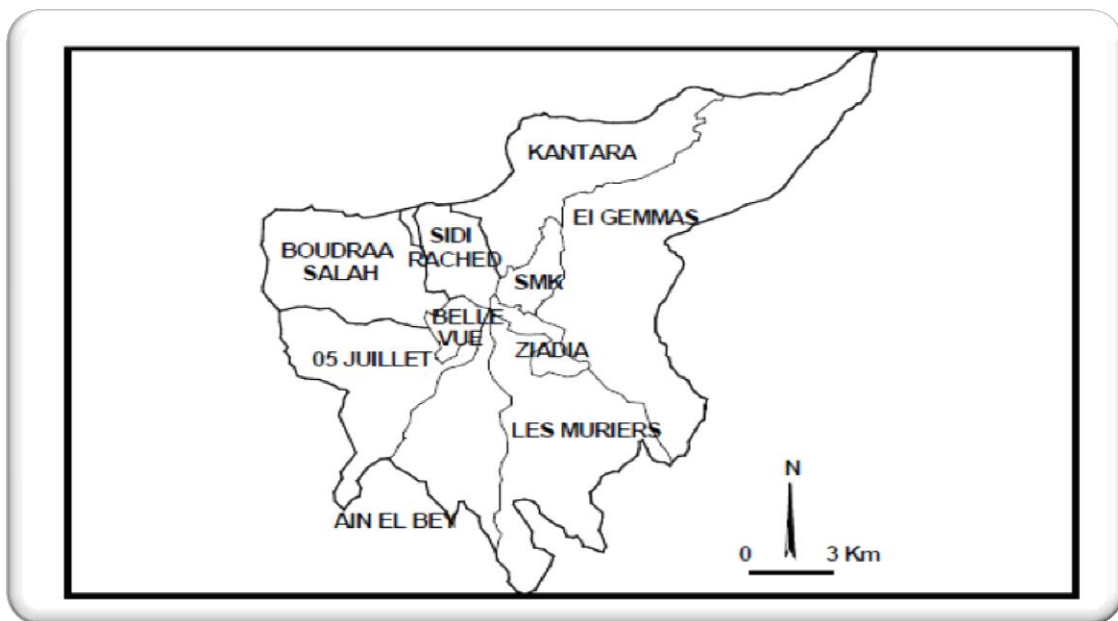 KANTARA
EI GEMMAS
SIDI
RACHED
BOUDRAA
SALAH
SMK
BELLE
VUE
ZIADIA
05 JUILLET
LES MURIERS
AIN EL BEY
N
0 3 Km